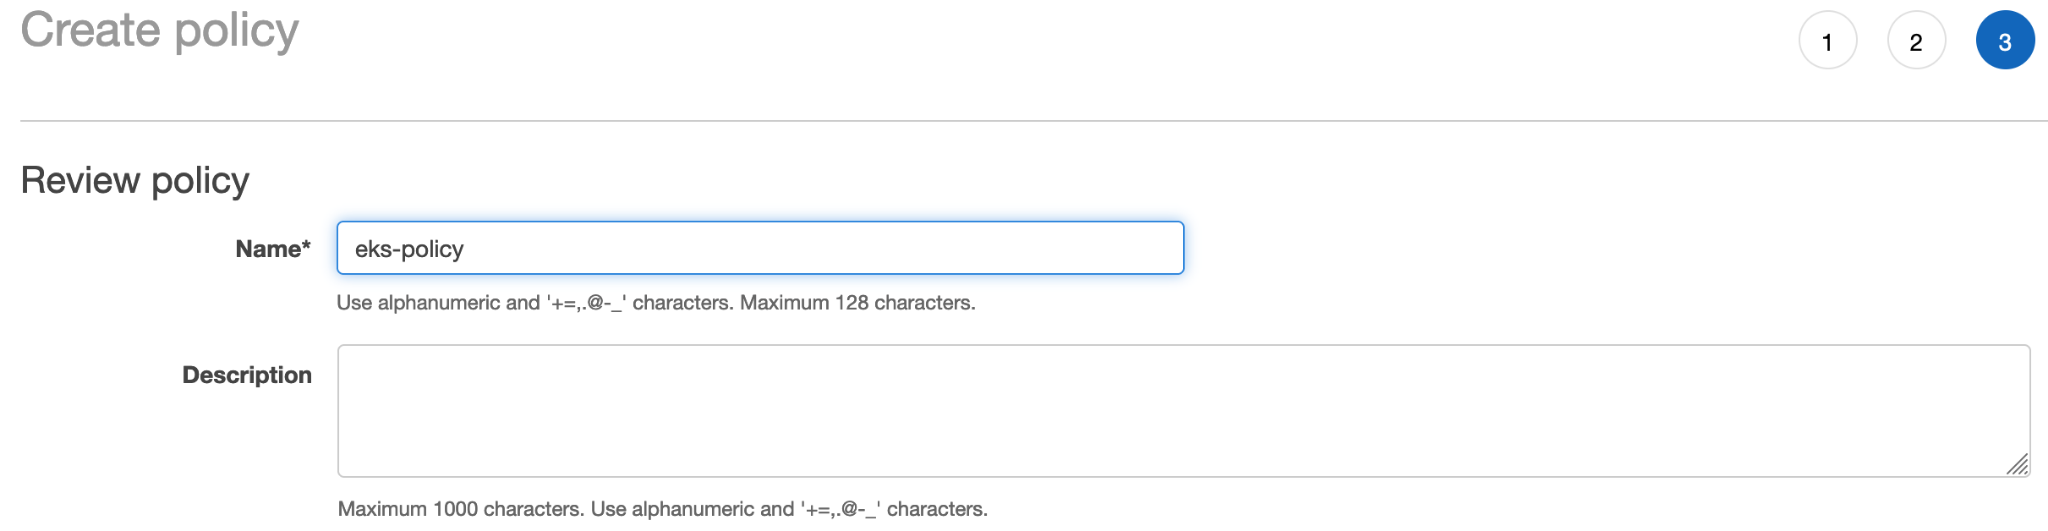 Create policy
1 2 3
Review policy
Name* eks-policy
Use alphanumeric and '+=,.@-_' characters. Maximum 128 characters.
Description
Maximum 1000 characters. Use alphanumeric and '+=,.@-_' characters.